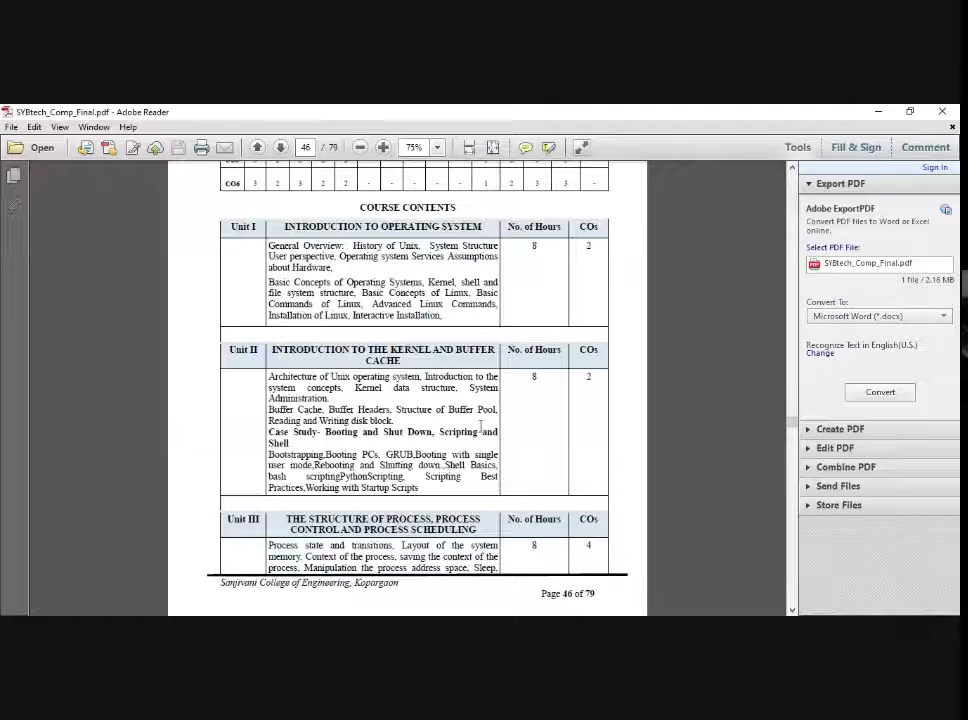 SYBtech_Comp_Final.pdf - Adobe Reader
File Edit View Window Help
Open 46 / 79 75% Tools Fill & Sign Comment
Sign In
CO6 3 2 3 2 2 - - - - 1 2 3 3 -
COURSE CONTENTS
Unit I INTRODUCTION TO OPERATING SYSTEM No. of Hours COs
General Overview: History of Unix, System Structure 8 2
User perspective, Operating system Services Assumptions
about Hardware,
Basic Concepts of Operating Systems, Kernel, shell and
file system structure, Basic Concepts of Linux, Basic
Commands of Linux, Advanced Linux Commands,
Installation of Linux, Interactive Installation,
Unit II INTRODUCTION TO THE KERNEL AND BUFFER No. of Hours COs
CACHE
Architecture of Unix operating system, Introduction to the 8 2
system concepts, Kernel data structure, System
Administration.
Buffer Cache, Buffer Headers, Structure of Buffer Pool,
Reading and Writing disk block.
Case Study- Booting and Shut Down, Scripting and
Shell
Bootstrapping,Booting PCs, GRUB,Booting with single
user mode,Rebooting and Shutting down.,Shell Basics,
bash scriptingPythonScripting, Scripting Best
Practices,Working with Startup Scripts
Unit III THE STRUCTURE OF PROCESS, PROCESS No. of Hours COs
CONTROL AND PROCESS SCHEDULING
Process state and transitions, Layout of the system 8 4
memory, Context of the process, saving the context of the
process, Manipulation the process address space, Sleep,
Sanjivani College of Engineering, Kopargaon
Page 46 of 79
Export PDF
Adobe ExportPDF
Convert PDF files to Word or Excel
online.
Select PDF File:
SYBtech_Comp_Final.pdf
1 file / 2.16 MB
Convert To:
Microsoft Word (*.docx)
Recognize Text in English(U.S.)
Change
Convert
Create PDF
Edit PDF
Combine PDF
Send Files
Store Files